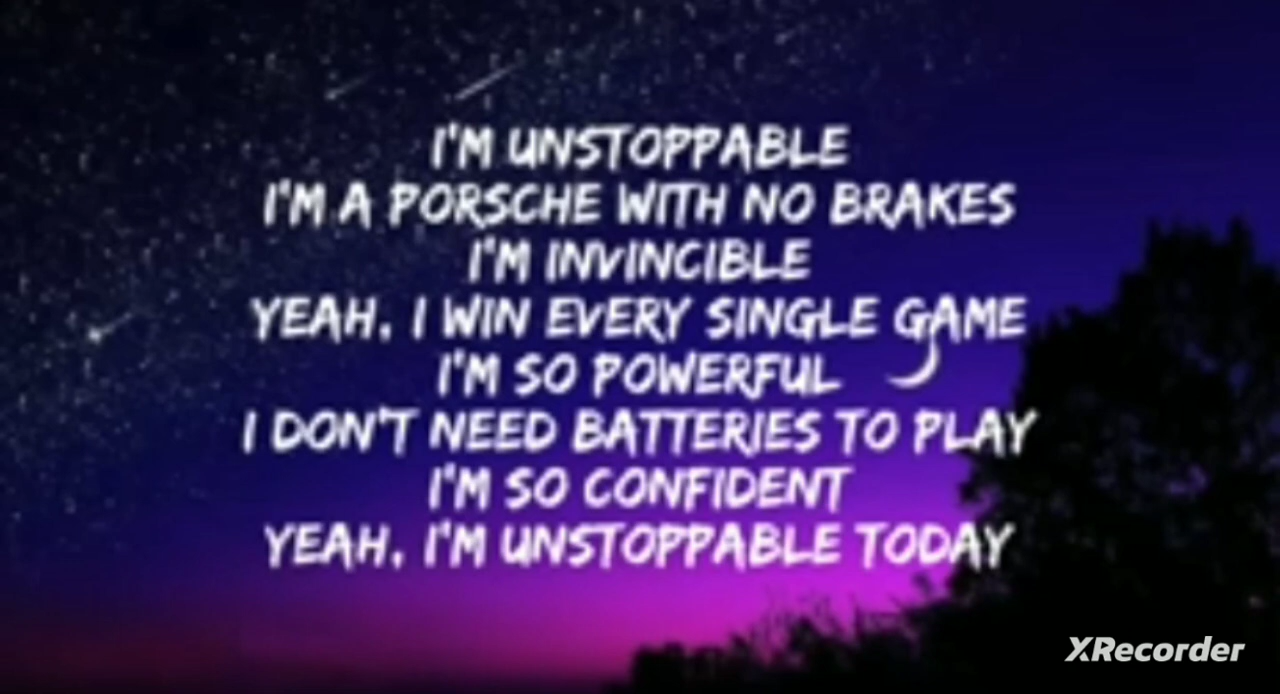 I'M UNSTOPPABLE
I'M A PORSCHE WITH NO BRAKES
I'M INVINCIBLE
YEAH, I WIN EVERY SINGLE GAME
I'M SO POWERFUL
I DON'T NEED BATTERIES TO PLAY
I'M SO CONFIDENT
YEAH, I'M UNSTOPPABLE TODAY
XRecorder